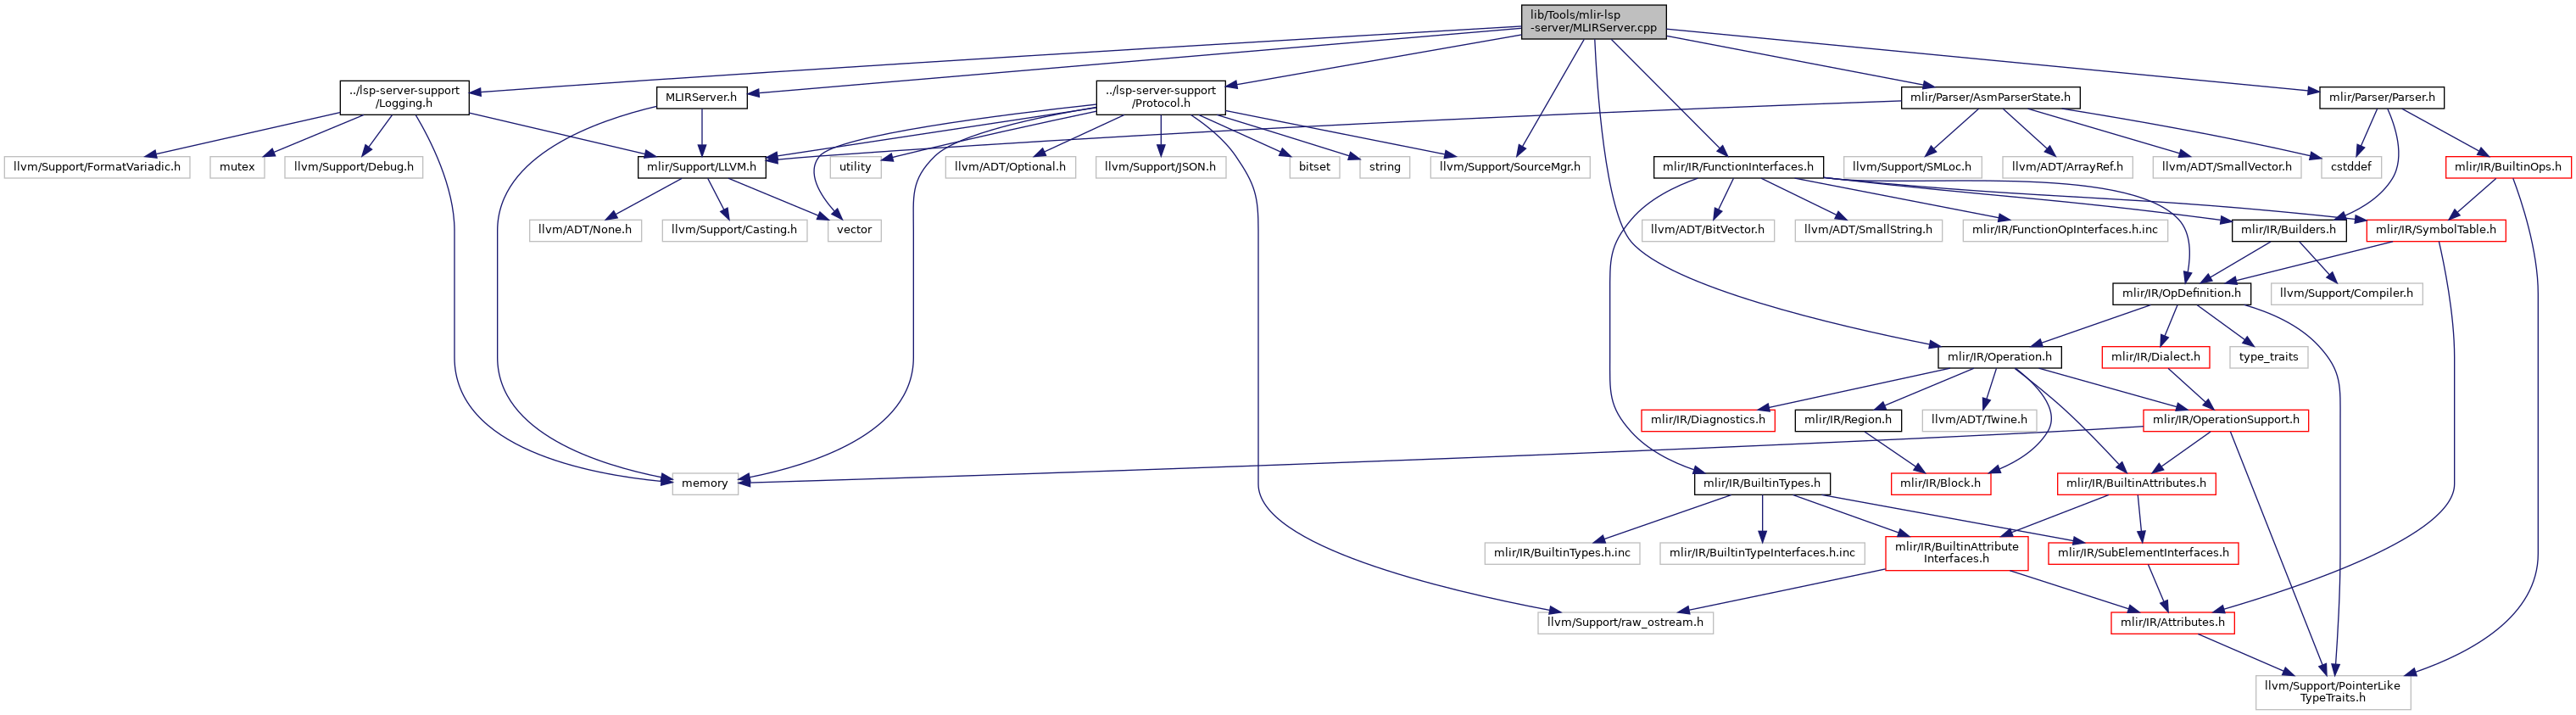 lib/Tools/mlir-lsp
-server/MLIRServer.cpp
../lsp-server-support
/Logging.h
MLIRServer.h
../lsp-server-support
/Protocol.h
mlir/Parser/AsmParserState.h
mlir/Parser/Parser.h
llvm/Support/FormatVariadic.h
mutex
llvm/Support/Debug.h
mlir/Support/LLVM.h
utility
llvm/ADT/Optional.h
llvm/Support/JSON.h
bitset
string
llvm/Support/SourceMgr.h
mlir/IR/FunctionInterfaces.h
llvm/Support/SMLoc.h
llvm/ADT/ArrayRef.h
llvm/ADT/SmallVector.h
cstddef
mlir/IR/BuiltinOps.h
llvm/ADT/None.h
llvm/Support/Casting.h
vector
llvm/ADT/BitVector.h
llvm/ADT/SmallString.h
mlir/IR/FunctionOpInterfaces.h.inc
mlir/IR/Builders.h
mlir/IR/SymbolTable.h
mlir/IR/OpDefinition.h
llvm/Support/Compiler.h
mlir/IR/Operation.h
mlir/IR/Dialect.h
type_traits
mlir/IR/Diagnostics.h
mlir/IR/Region.h
llvm/ADT/Twine.h
mlir/IR/OperationSupport.h
memory
mlir/IR/BuiltinTypes.h
mlir/IR/Block.h
mlir/IR/BuiltinAttributes.h
mlir/IR/BuiltinTypes.h.inc
mlir/IR/BuiltinTypeInterfaces.h.inc
mlir/IR/BuiltinAttribute
Interfaces.h
mlir/IR/SubElementInterfaces.h
llvm/Support/raw_ostream.h
mlir/IR/Attributes.h
llvm/Support/PointerLike
TypeTraits.h